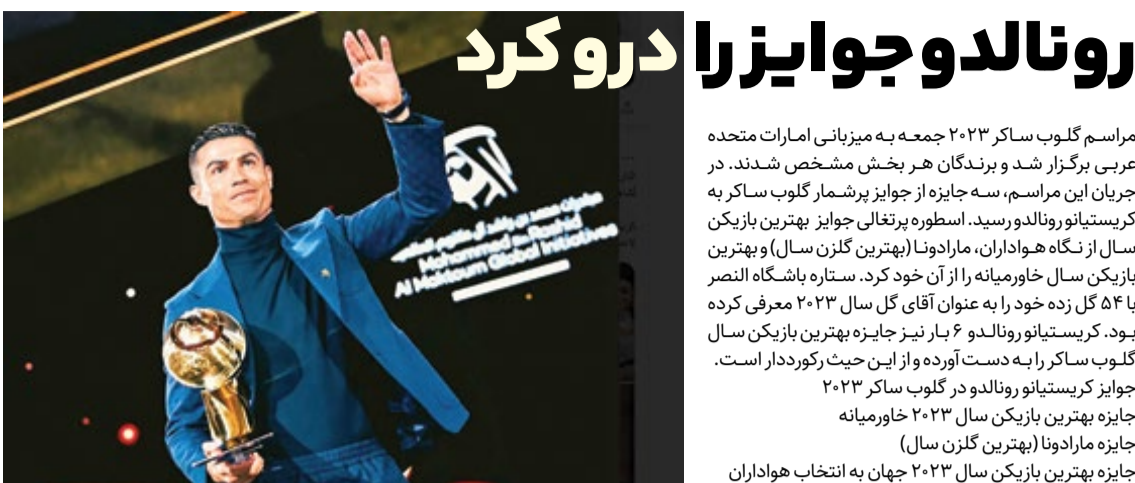 رونالدو جوایز را درو کرد
مراسم گلوب ساکر ۲۰۲۳ جمعه به میزبانی امارات متحده
عربی برگزار شد و برندگان هر بخش مشخص شدند. در
جریان این مراسم، سه جایزه از جوایز پرشمار گلوب ساکر به
کریستیانو رونالدو رسید. اسطوره پرتغالی جوایز بهترین بازیکن
سال از نگاه هواداران، مارادونا (بهترین گلزن سال) و بهترین
بازیکن سال خاورمیانه را از آن خود کرد. ستاره باشگاه النصر
با ۵۴ گل زده خود را به عنوان آقای گل سال ۲۰۲۳ معرفی کرده
بود. کریستیانو رونالدو ۶ بار نیز جایزه بهترین بازیکن سال
گلوب ساکر را به دست آورده و از این حیث رکورددار است.
جوایز کریستیانو رونالدو در گلوب ساکر ۲۰۲۳
جایزه بهترین بازیکن سال ۲۰۲۳ خاورمیانه
جایزه مارادونا (بهترین گلزن سال)
جایزه بهترین بازیکن سال ۲۰۲۳ جهان به انتخاب هواداران
Mohammed Bin Rashid
Al Maktoum Global Initiatives